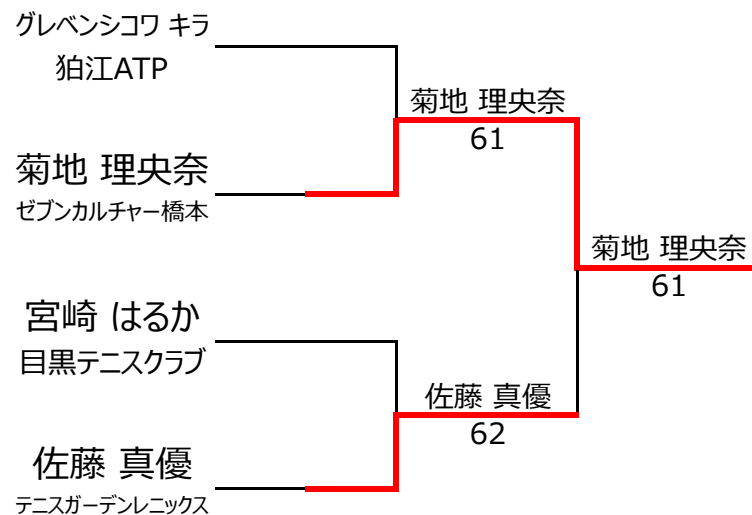 グレベンシコワ キラ
狛江ATP
菊地 理央奈
61
菊地 理央奈
ゼブンカルチャー橋本
菊地 理央奈
61
宮崎 はるか
目黒テニスクラブ
佐藤 真優
62
佐藤 真優
テニスガーデンレニックス